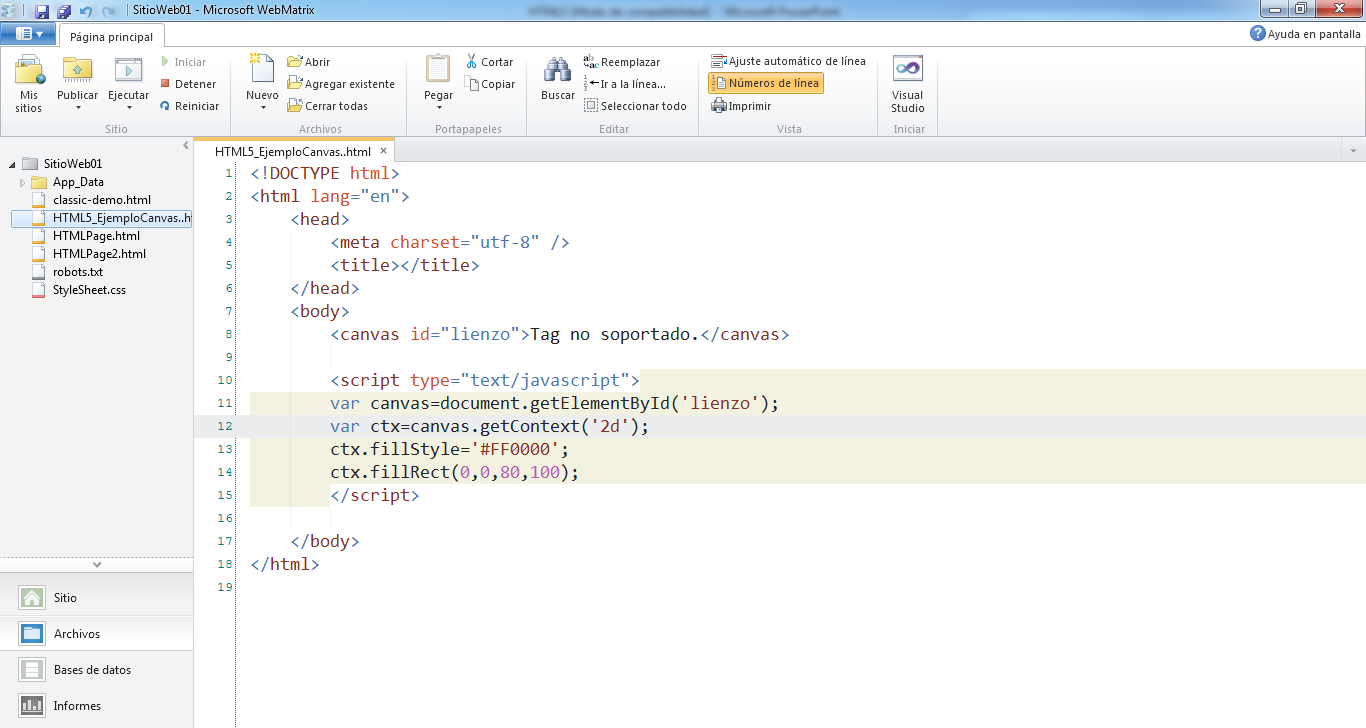 SitioWeb01 - Microsoft WebMatrix
HTML5 [Modo de compatibilidad] - Microsoft PowerPoint
Página principal
Ayuda en pantalla
Mis sitios
Publicar
Ejecutar
Iniciar
Detener
Reiniciar
Sitio
Nuevo
Abrir
Agregar existente
Cerrar todas
Archivos
Pegar
Cortar
Copiar
Portapapeles
Buscar
Reemplazar
Ir a la línea...
Seleccionar todo
Editar
Ajuste automático de línea
Números de línea
Imprimir
Vista
Visual Studio
Iniciar
SitioWeb01
App_Data
classic-demo.html
HTML5_EjemploCanvas..h
HTMLPage.html
HTMLPage2.html
robots.txt
StyleSheet.css
Sitio
Archivos
Bases de datos
Informes
HTML5_EjemploCanvas..html
1 <!DOCTYPE html>
2 <html lang="en">
3 <head>
4 <meta charset="utf-8" />
5 <title></title>
6 </head>
7 <body>
8 <canvas id="lienzo">Tag no soportado.</canvas>
9
10 <script type="text/javascript">
11 var canvas=document.getElementById('lienzo');
12 var ctx=canvas.getContext('2d');
13 ctx.fillStyle='#FF0000';
14 ctx.fillRect(0,0,80,100);
15 </script>
16
17 </body>
18 </html>
19